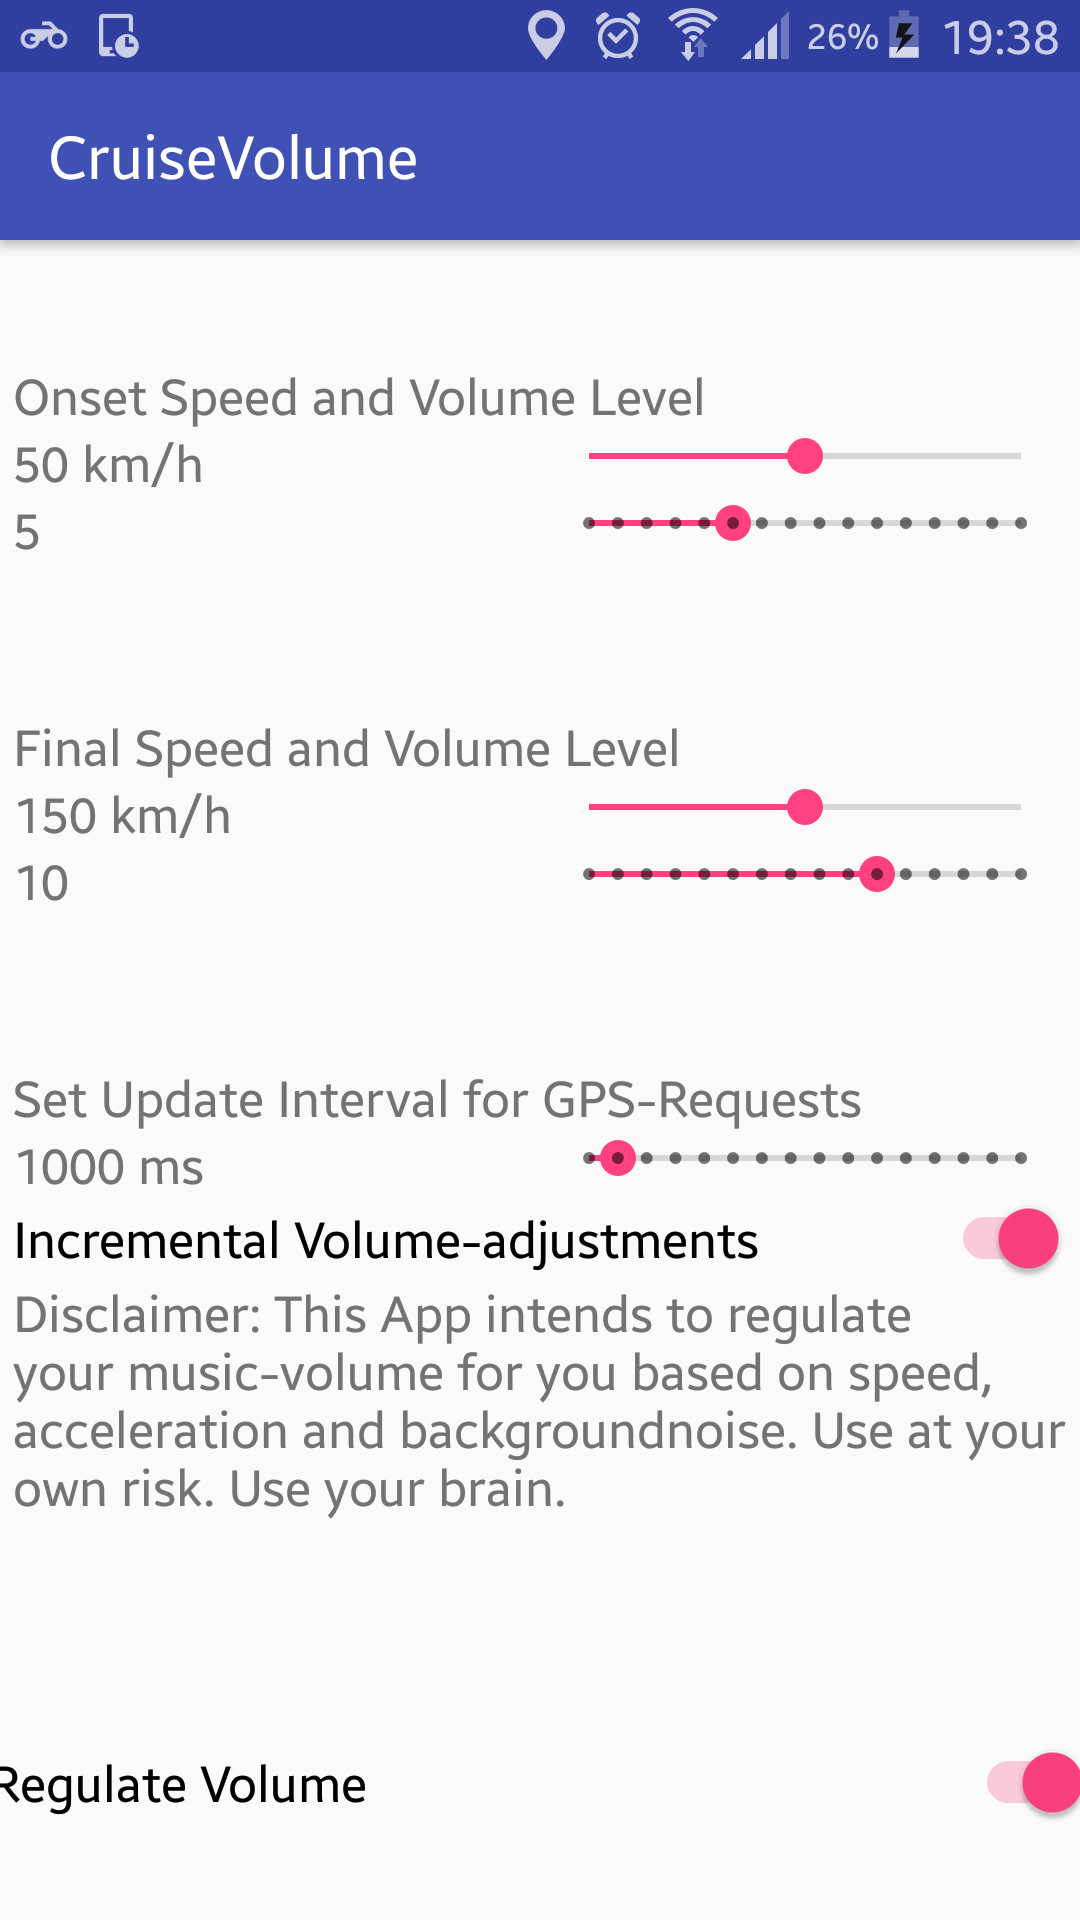 26% 19:38
CruiseVolume
Onset Speed and Volume Level
50 km/h
5
Final Speed and Volume Level
150 km/h
10
Set Update Interval for GPS-Requests
1000 ms
Incremental Volume-adjustments
Disclaimer: This App intends to regulate
your music-volume for you based on speed,
acceleration and backgroundnoise. Use at your
own risk. Use your brain.
Regulate Volume